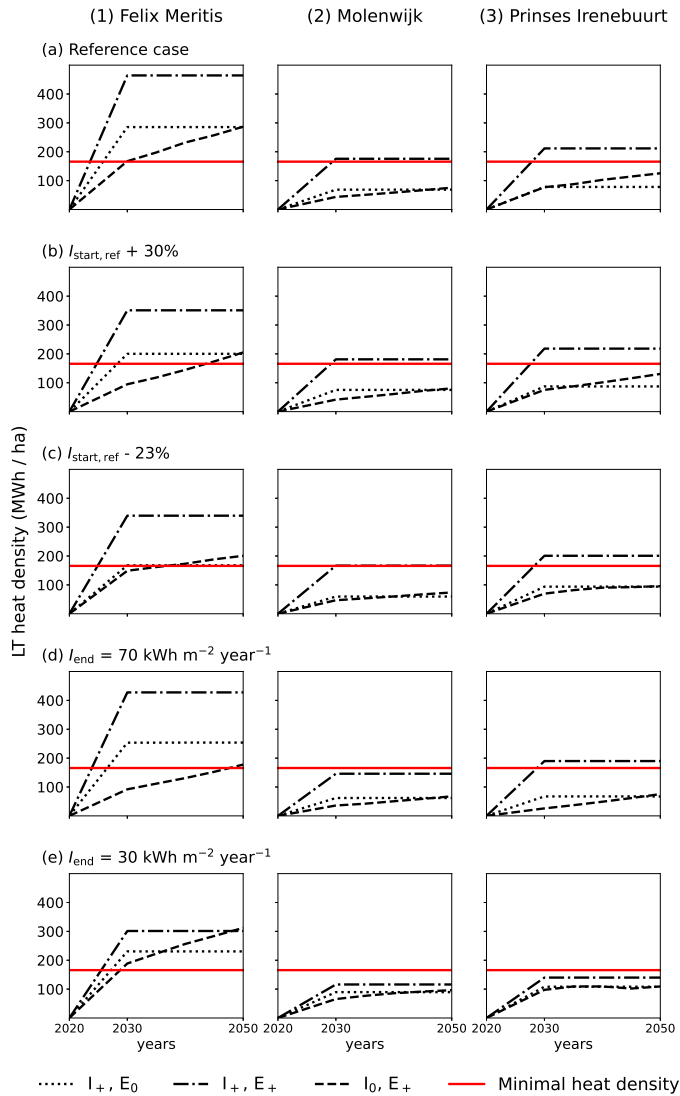 (1) Felix Meritis (2) Molenwijk (3) Prinses Irenebuurt
(a) Reference case
400
300
200
100
(b) I_start, ref + 30%
400
300
200
100
(c) I_start, ref - 23%
400
300
200
100
LT heat density (MWh / ha)
(d) I_end = 70 kWh m⁻² year⁻¹
400
300
200
100
(e) I_end = 30 kWh m⁻² year⁻¹
400
300
200
100
2020 2030 2050 2020 2030 2050 2020 2030 2050
years years years
I₊, E₀ I₊, E₊ I₀, E₊ Minimal heat density